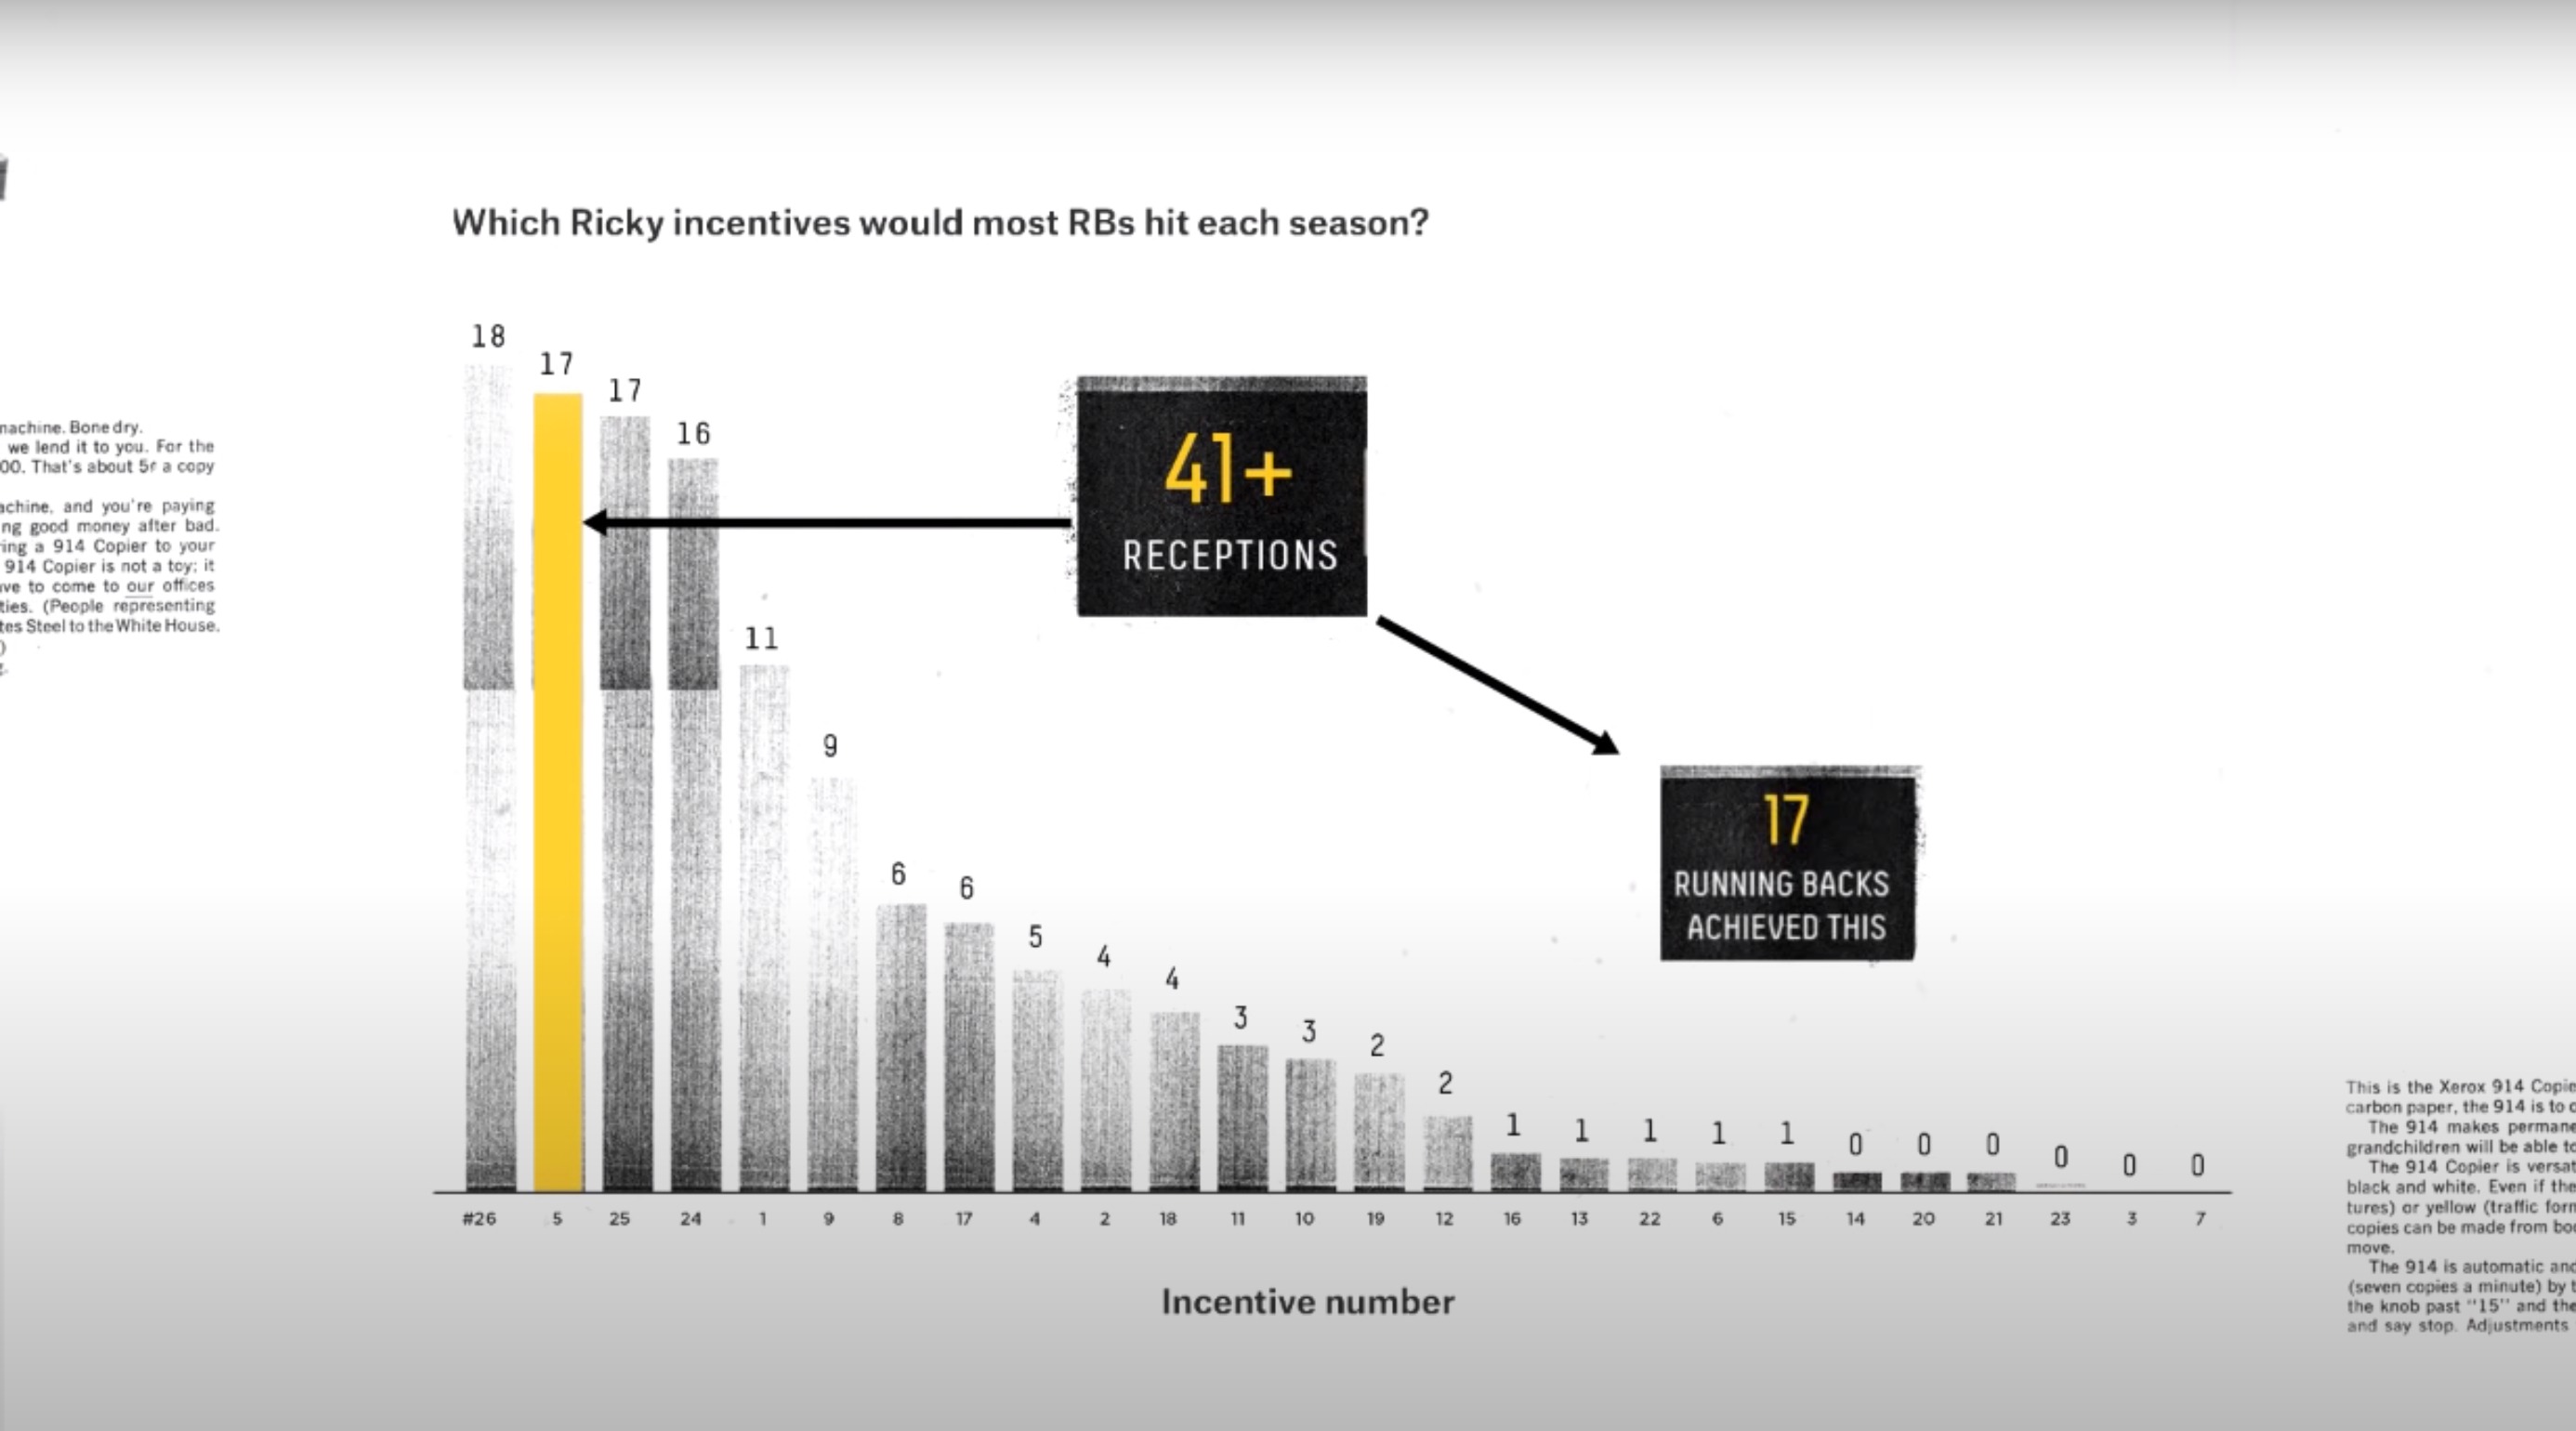 machine. Bone dry.
we lend it to you. For the
00. That's about 5¢ a copy
achine, and you're paying
ng good money after bad.
ring a 914 Copier to your
914 Copier is not a toy; it
ave to come to our offices
ties. (People representing
tes Steel to the White House.
)
Which Ricky incentives would most RBs hit each season?
18
17
17
16
11
9
6
6
5
4
4
3
3
2
2
1
1
1
1
1
0
0
0
0
0
0
41+
RECEPTIONS
17
RUNNING BACKS
ACHIEVED THIS
#26 5 25 24 1 9 8 17 4 2 18 11 10 19 12 16 13 22 6 15 14 20 21 23 3 7
Incentive number
This is the Xerox 914 Copie
carbon paper, the 914 is to
The 914 makes permane
grandchildren will be able to
The 914 Copier is versat
black and white. Even if the
tures) or yellow (traffic form
copies can be made from bo
move.
The 914 is automatic and
(seven copies a minute) by t
the knob past "15" and the
and say stop. Adjustments